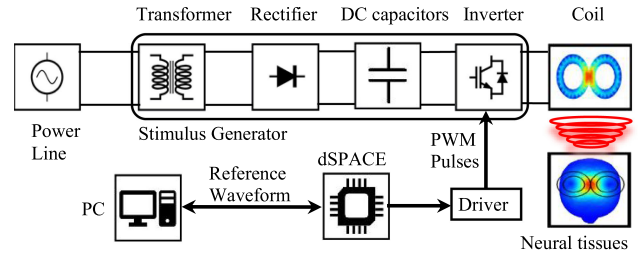 Transformer Rectifier DC capacitors Inverter Coil
Power
Line
Stimulus Generator
PWM
Pulses
dSPACE
Reference
Waveform
PC
Driver
Neural tissues